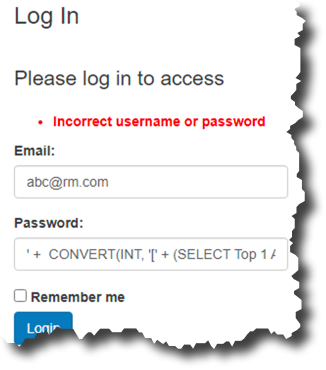 Log In
Please log in to access
• Incorrect username or password
Email:
abc@rm.com
Password:
' + CONVERT(INT, '[' + (SELECT Top 1
Remember me
Login